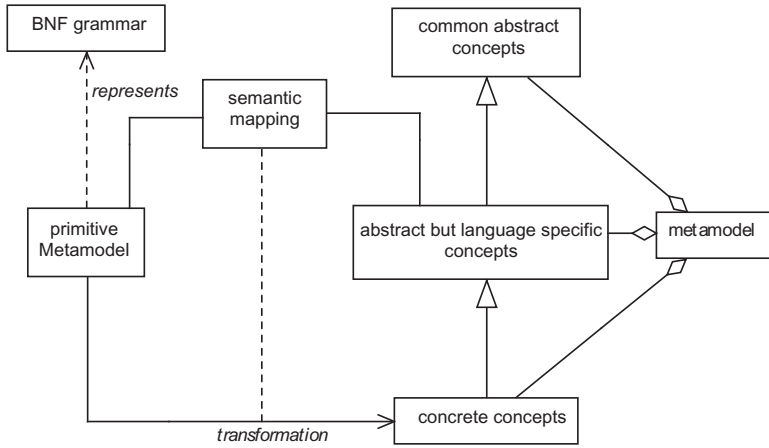 BNF grammar
common abstract
concepts
represents
semantic
mapping
primitive
Metamodel
abstract but language specific
concepts
metamodel
transformation
concrete concepts